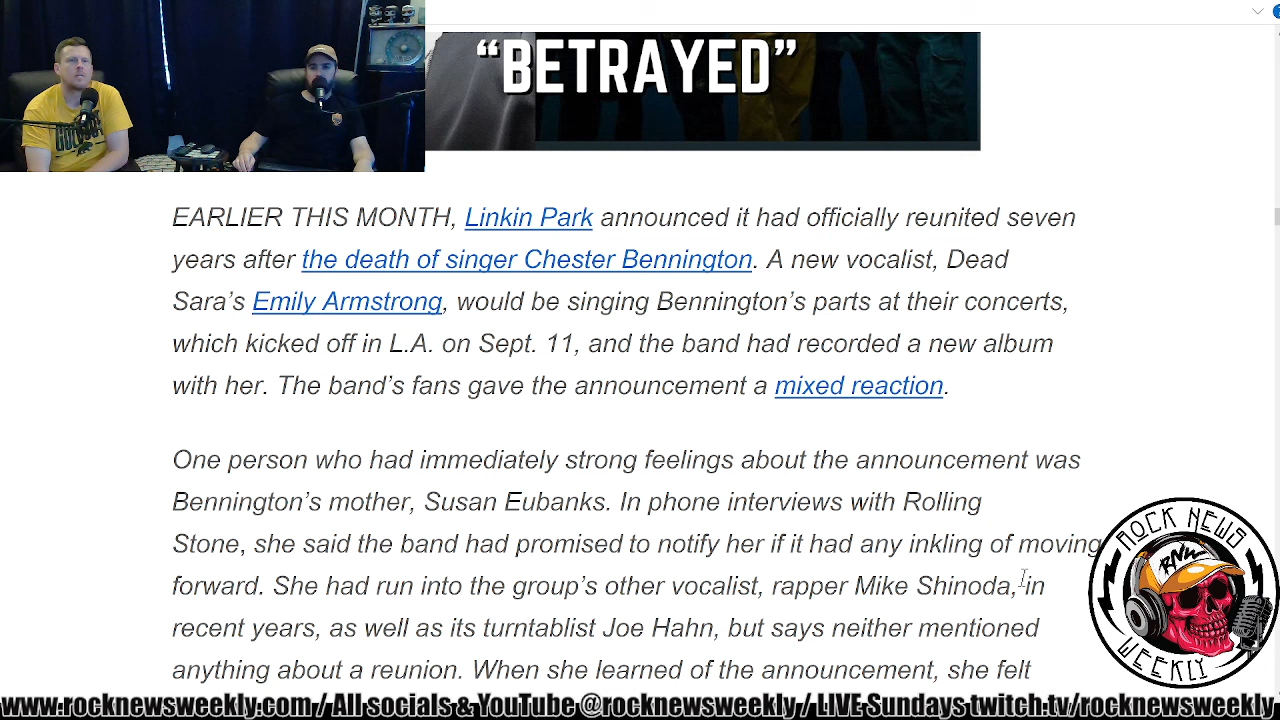 “BETRAYED”
EARLIER THIS MONTH, Linkin Park announced it had officially reunited seven
years after the death of singer Chester Bennington. A new vocalist, Dead
Sara’s Emily Armstrong, would be singing Bennington’s parts at their concerts,
which kicked off in L.A. on Sept. 11, and the band had recorded a new album
with her. The band’s fans gave the announcement a mixed reaction.
One person who had immediately strong feelings about the announcement was
Bennington’s mother, Susan Eubanks. In phone interviews with Rolling
Stone, she said the band had promised to notify her if it had any inkling of moving
forward. She had run into the group’s other vocalist, rapper Mike Shinoda, in
recent years, as well as its turntablist Joe Hahn, but says neither mentioned
anything about a reunion. When she learned of the announcement, she felt
ROCK NEWS
RNW
WEEKLY
www.rocknewsweekly.com / All socials & YouTube @rocknewsweekly / LIVE Sundays twitch.tv/rocknewsweekly